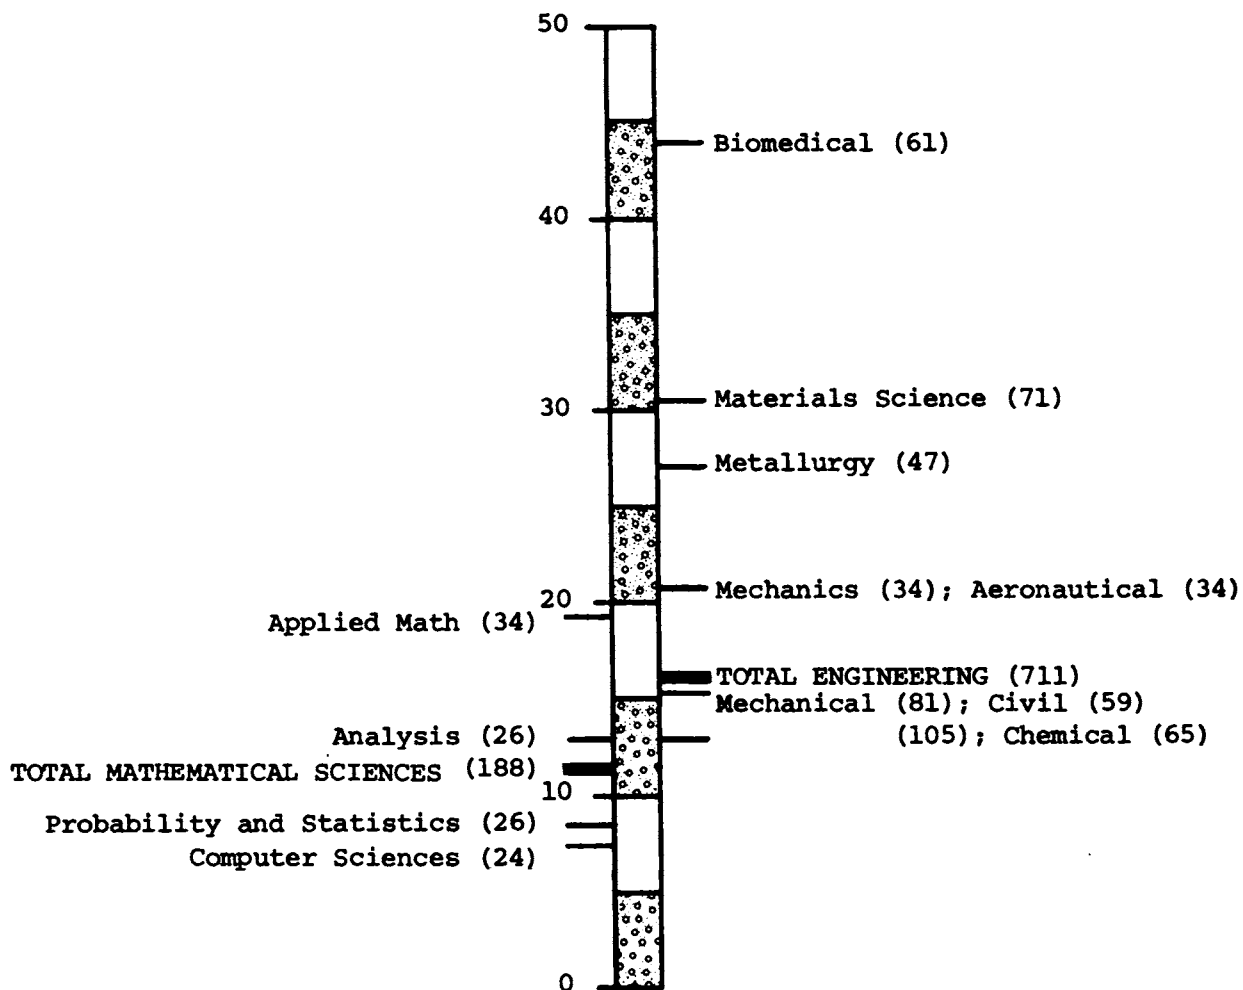 50
Biomedical (61)
40
Materials Science (71)
30
Metallurgy (47)
Mechanics (34); Aeronautical (34)
20
Applied Math (34)
TOTAL ENGINEERING (711)
Mechanical (81); Civil (59)
Analysis (26)
(105); Chemical (65)
TOTAL MATHEMATICAL SCIENCES (188)
10
Probability and Statistics (26)
Computer Sciences (24)
0